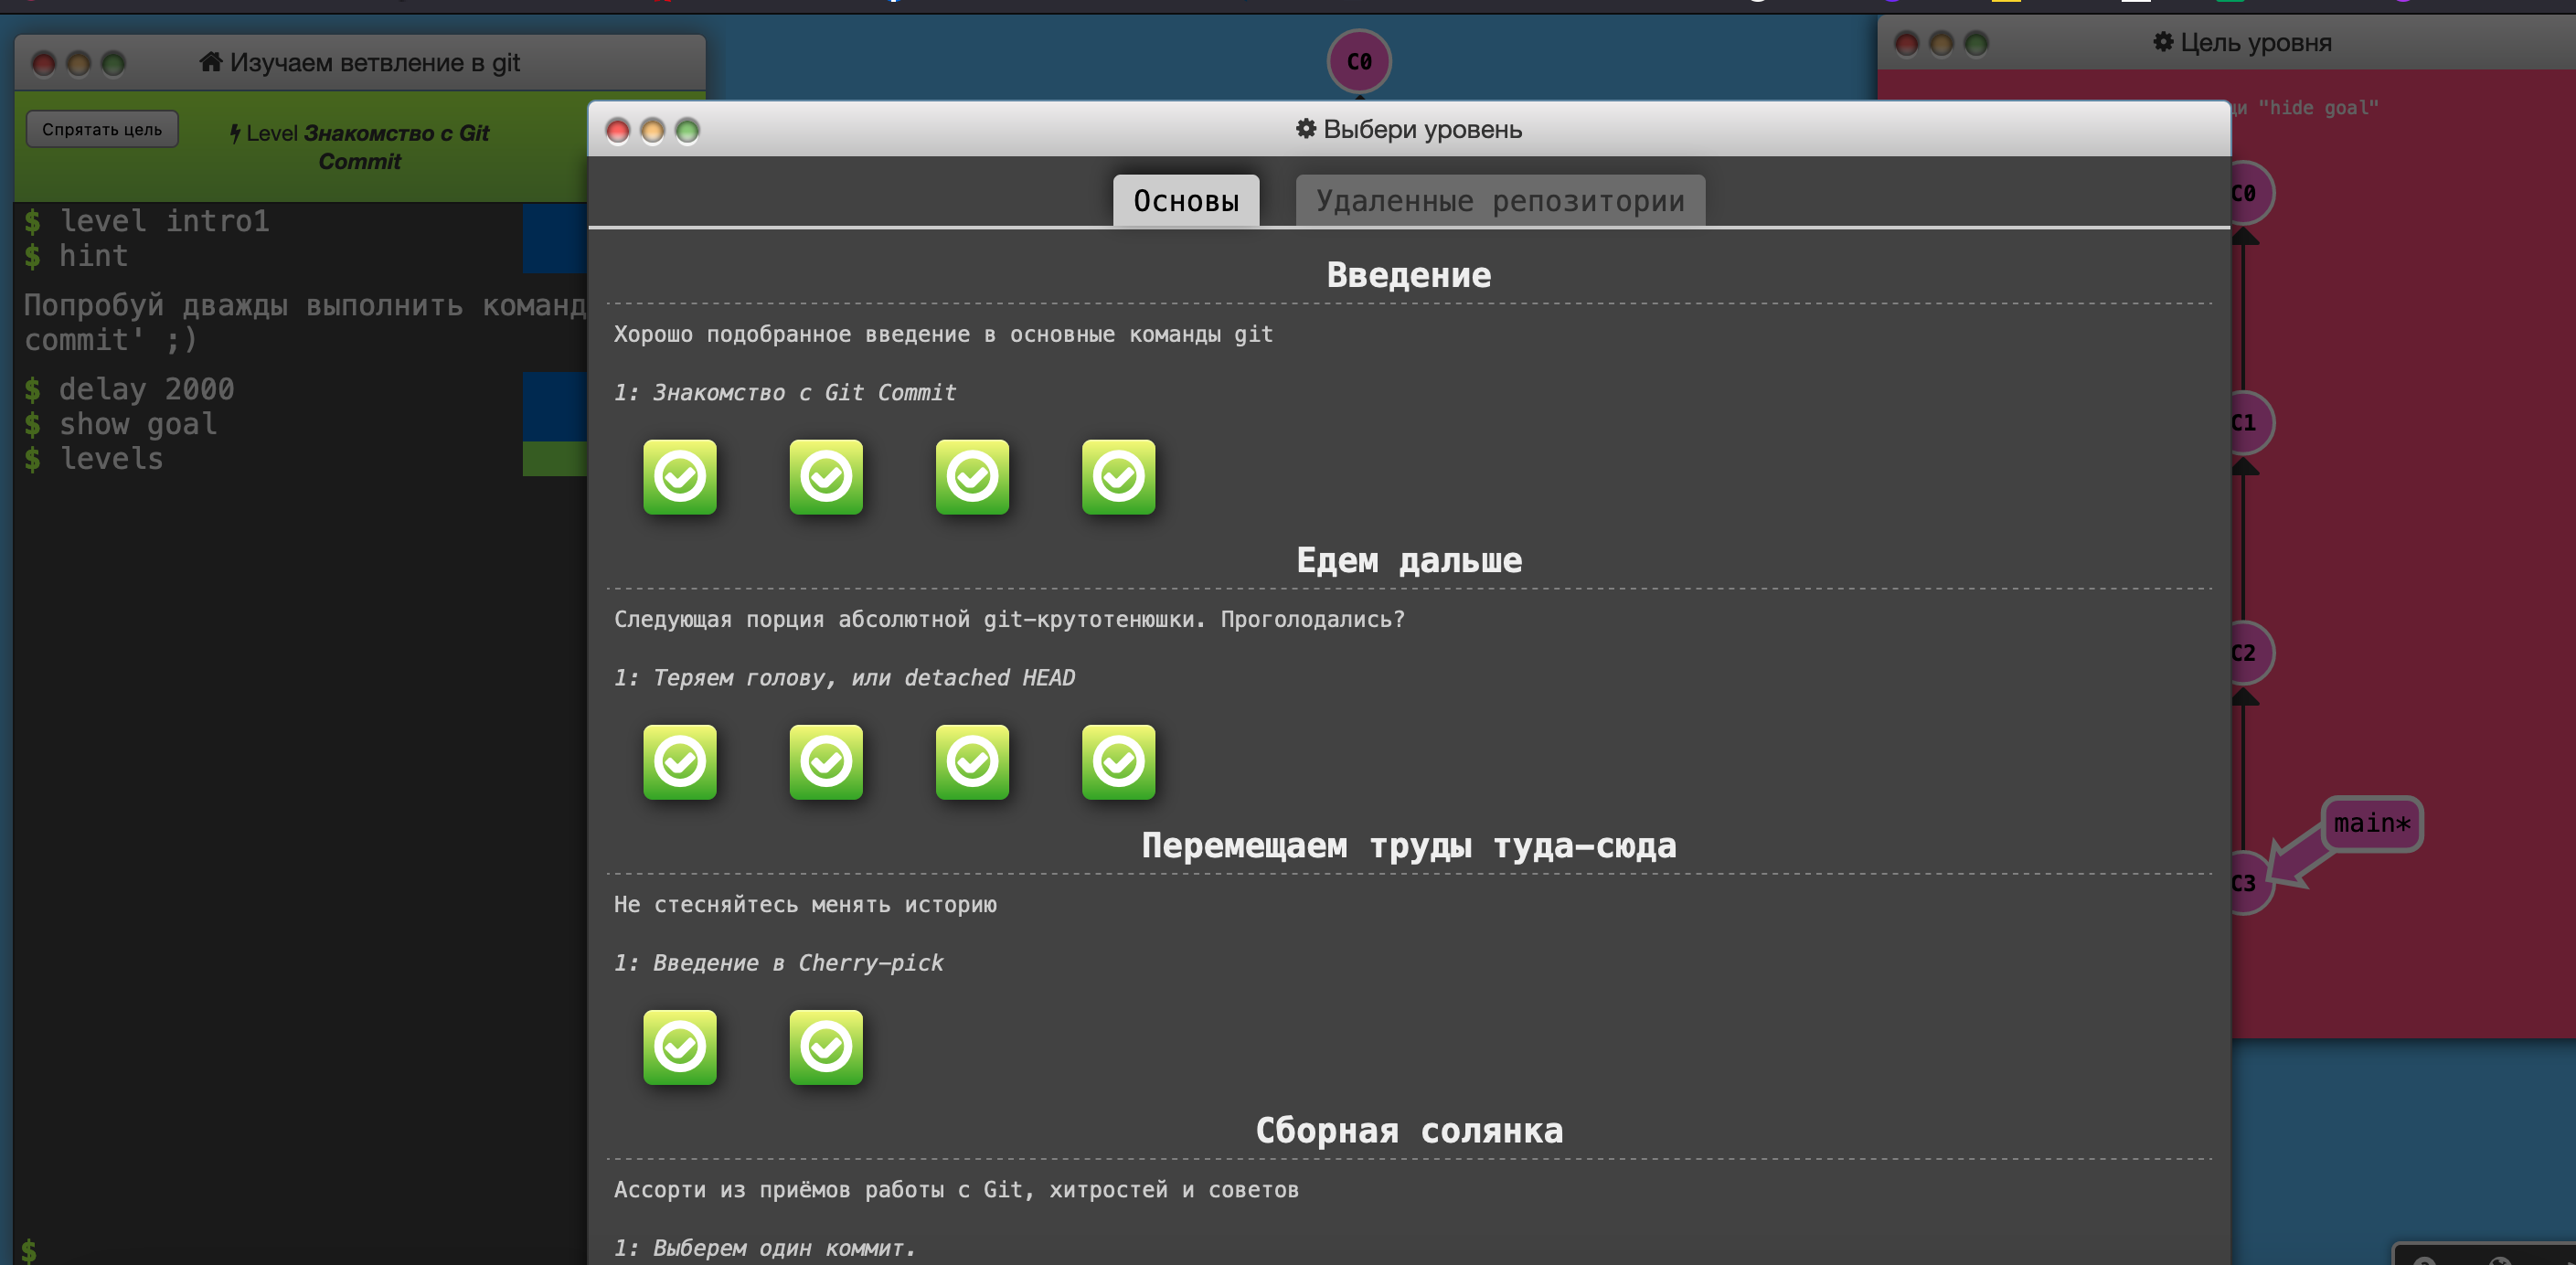 Изучаем ветвление в git
Спрятать цель
Level Знакомство с Git
Commit
$ level intro1
$ hint
Попробуй дважды выполнить команд
commit' ;)
$ delay 2000
$ show goal
$ levels
$
C0
Выбери уровень
Основы
Удаленные репозитории
Введение
Хорошо подобранное введение в основные команды git
1: Знакомство с Git Commit
Едем дальше
Следующая порция абсолютной git-крутотенюшки. Проголодались?
1: Теряем голову, или detached HEAD
Перемещаем труды туда-сюда
Не стесняйтесь менять историю
1: Введение в Cherry-pick
Сборная солянка
Ассорти из приёмов работы с Git, хитростей и советов
1: Выберем один коммит.
Цель уровня
"hide goal"
C0
C1
C2
main*
C3